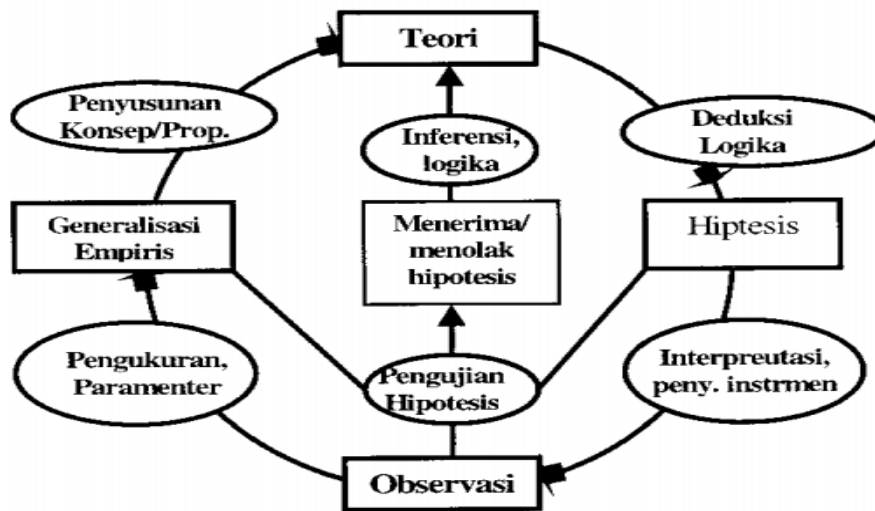 Teori
Penyusunan
Konsep/Prop.
Inferensi,
logika
Deduksi
Logika
Generalisasi
Empiris
Menerima/
menolak
hipotesis
Hiptesis
Pengukuran,
Paramenter
Pengujian
Hipotesis
Interpreutasi,
peny. instrmen
Observasi